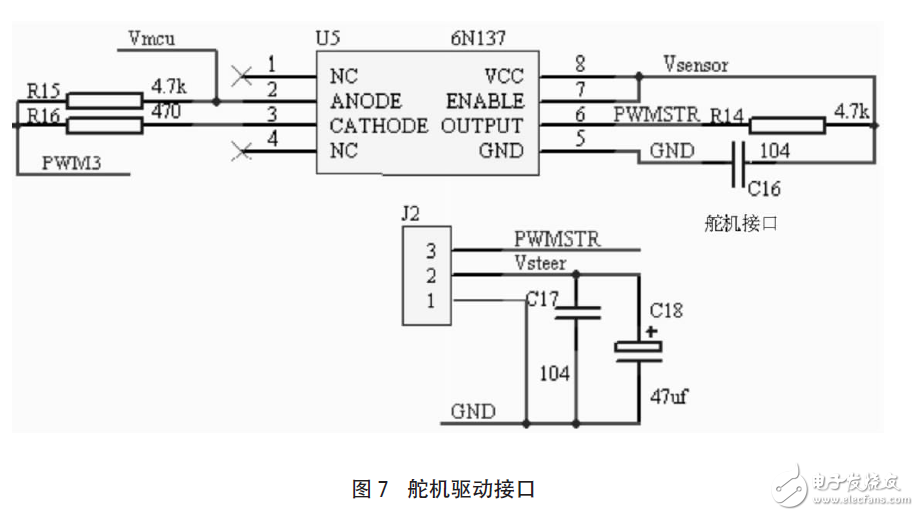 U5 6N137
Vmcu
1 NC VCC 8 Vsensor
R15 4.7k 2 ANODE ENABLE 7
R16 470 3 CATHODE OUTPUT 6 PWMSTR R14 4.7k
4 NC GND 5 GND 104
PWM3
C16
舵机接口
J2
3 PWMSTR
2 Vsteer
1 C17 C18
+
104
47uf
GND
图 7 舵机驱动接口
电子发烧友
www.elecfans.com